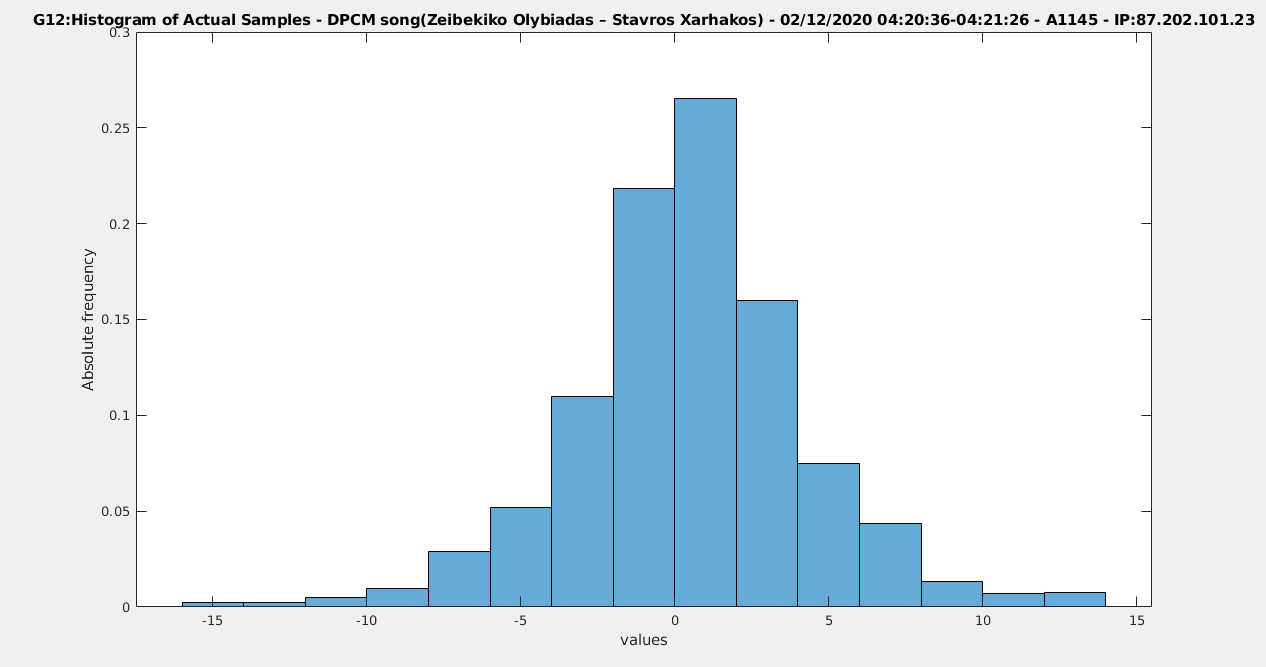 G12:Histogram of Actual Samples - DPCM song(Zeibekiko Olybiadas – Stavros Xarhakos) - 02/12/2020 04:20:36-04:21:26 - A1145 - IP:87.202.101.23
0.3
0.25
0.2
0.15
0.1
0.05
0
Absolute frequency
-15 -10 -5 0 5 10 15
values